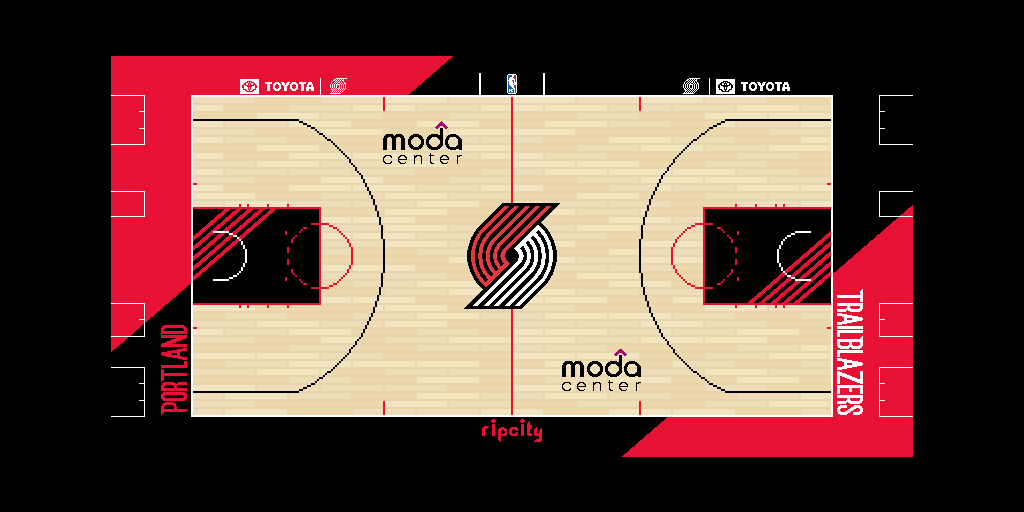 TOYOTA
TOYOTA
moda
center
PORTLAND
TRAILBLAZERS
moda
center
ripcity